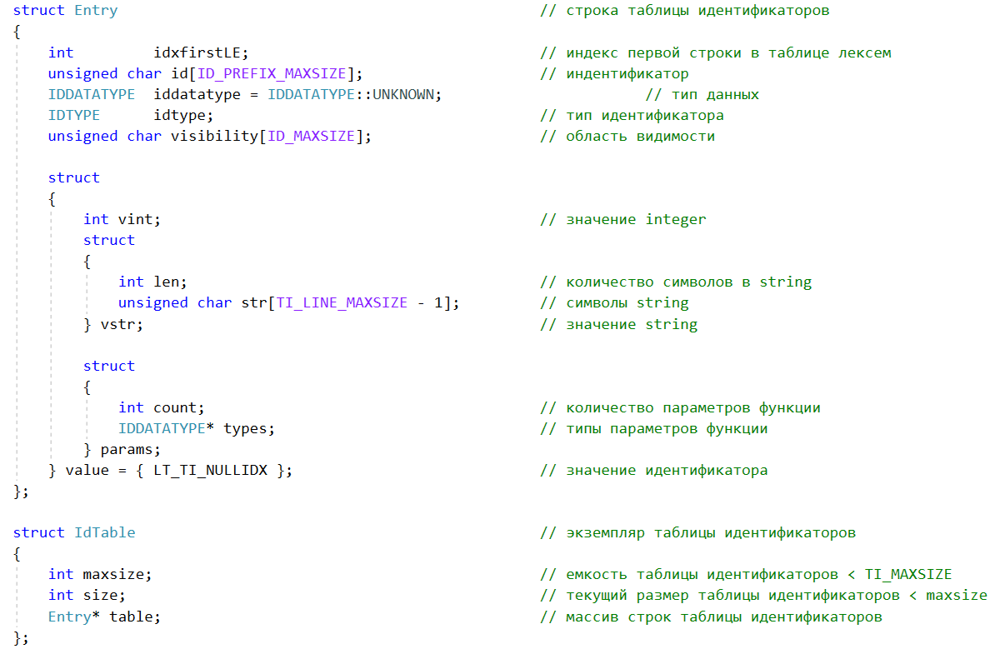 struct Entry // строка таблицы идентификаторов
{
int idxfirstLE; // индекс первой строки в таблице лексем
unsigned char id[ID_PREFIX_MAXSIZE]; // индентификатор
IDDATATYPE iddatatype = IDDATATYPE::UNKNOWN; // тип данных
IDTYPE idtype; // тип идентификатора
unsigned char visibility[ID_MAXSIZE]; // область видимости
struct
{
int vint; // значение integer
struct
{
int len; // количество символов в string
unsigned char str[TI_LINE_MAXSIZE - 1]; // символы string
} vstr; // значение string
struct
{
int count; // количество параметров функции
IDDATATYPE* types; // типы параметров функции
} params;
} value = { LT_TI_NULLIDX }; // значение идентификатора
};
struct IdTable // экземпляр таблицы идентификаторов
{
int maxsize; // емкость таблицы идентификаторов < TI_MAXSIZE
int size; // текущий размер таблицы идентификаторов < maxsize
Entry* table; // массив строк таблицы идентификаторов
};